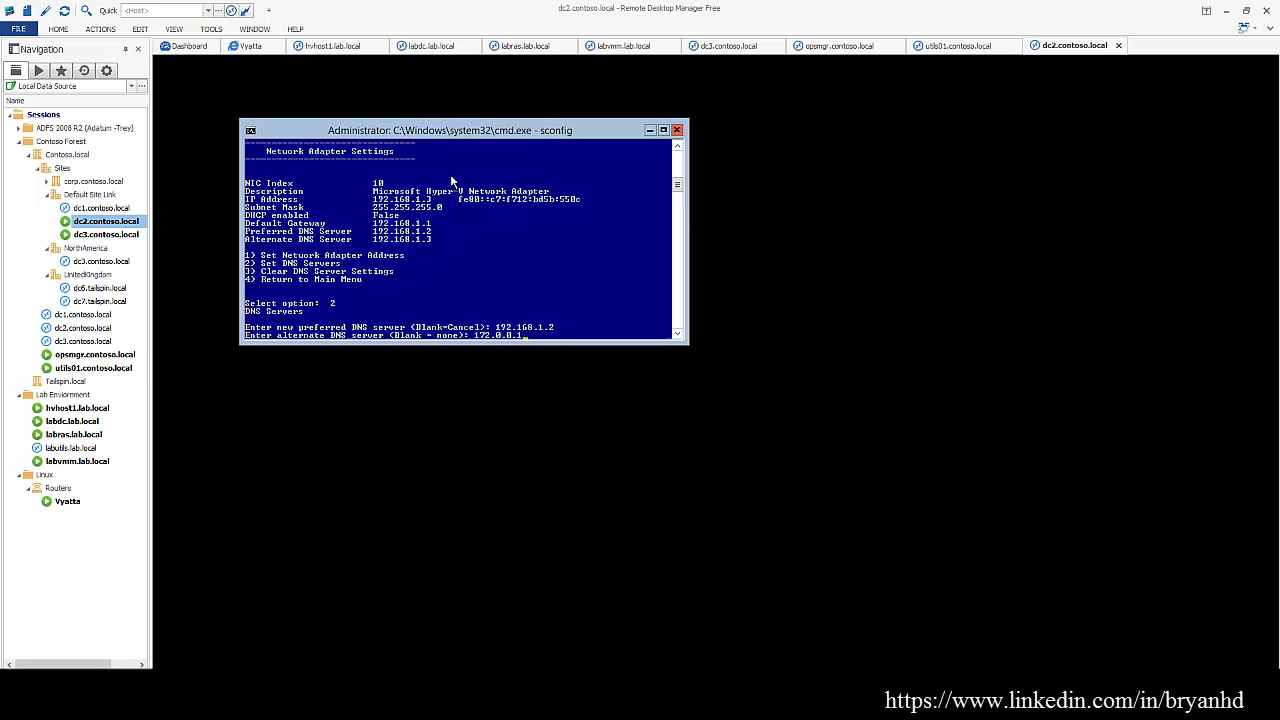 dc2.contoso.local - Remote Desktop Manager Free
Quick <Host>
FILE HOME ACTIONS EDIT VIEW TOOLS WINDOW HELP
Navigation
Dashboard Vyatta hvhost1.lab.local labdc.lab.local labras.lab.local labvmm.lab.local dc3.contoso.local opsmgr.contoso.local utils01.contoso.local dc2.contoso.local
Local Data Source
Name
Sessions
ADFS 2008 R2 (Adatum -Trey)
Contoso Forest
Contoso.local
Sites
corp.contoso.local
Default Site Link
dc1.contoso.local
dc2.contoso.local
dc3.contoso.local
NorthAmerica
dc3.contoso.local
UnitedKingdom
dc6.tailspin.local
dc7.tailspin.local
dc1.contoso.local
dc2.contoso.local
dc3.contoso.local
opsmgr.contoso.local
utils01.contoso.local
Tailspin.local
Lab Enviornment
hvhost1.lab.local
labdc.lab.local
labras.lab.local
labutils.lab.local
labvmm.lab.local
Linux
Routers
Vyatta
Administrator: C:\Windows\system32\cmd.exe - sconfig
--------------------------------
Network Adapter Settings
--------------------------------
NIC Index 10
Description Microsoft Hyper-V Network Adapter
IP Address 192.168.1.3 fe80::c7:f712:bd5b:550c
Subnet Mask 255.255.255.0
DHCP enabled False
Default Gateway 192.168.1.1
Preferred DNS Server 192.168.1.2
Alternate DNS Server 192.168.1.3
1) Set Network Adapter Address
2) Set DNS Servers
3) Clear DNS Server Settings
4) Return to Main Menu
Select option: 2
DNS Servers
Enter new preferred DNS server (Blank=Cancel): 192.168.1.2
Enter alternate DNS server (Blank = none): 172.0.0.1_
https://www.linkedin.com/in/bryanhd